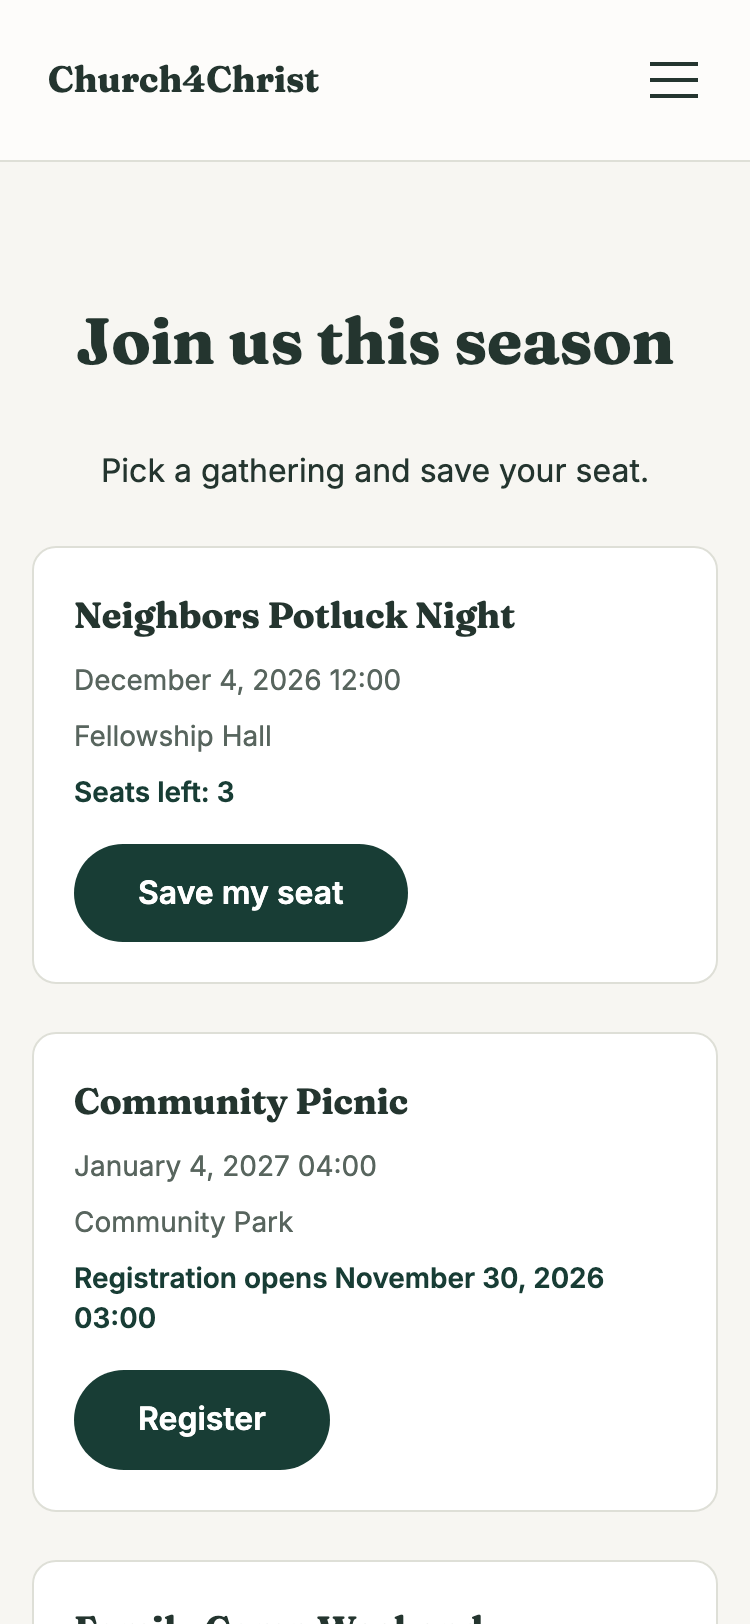 Church4Christ
Join us this season
Pick a gathering and save your seat.
Neighbors Potluck Night
December 4, 2026 12:00
Fellowship Hall
Seats left: 3
Save my seat
Community Picnic
January 4, 2027 04:00
Community Park
Registration opens November 30, 2026
03:00
Register